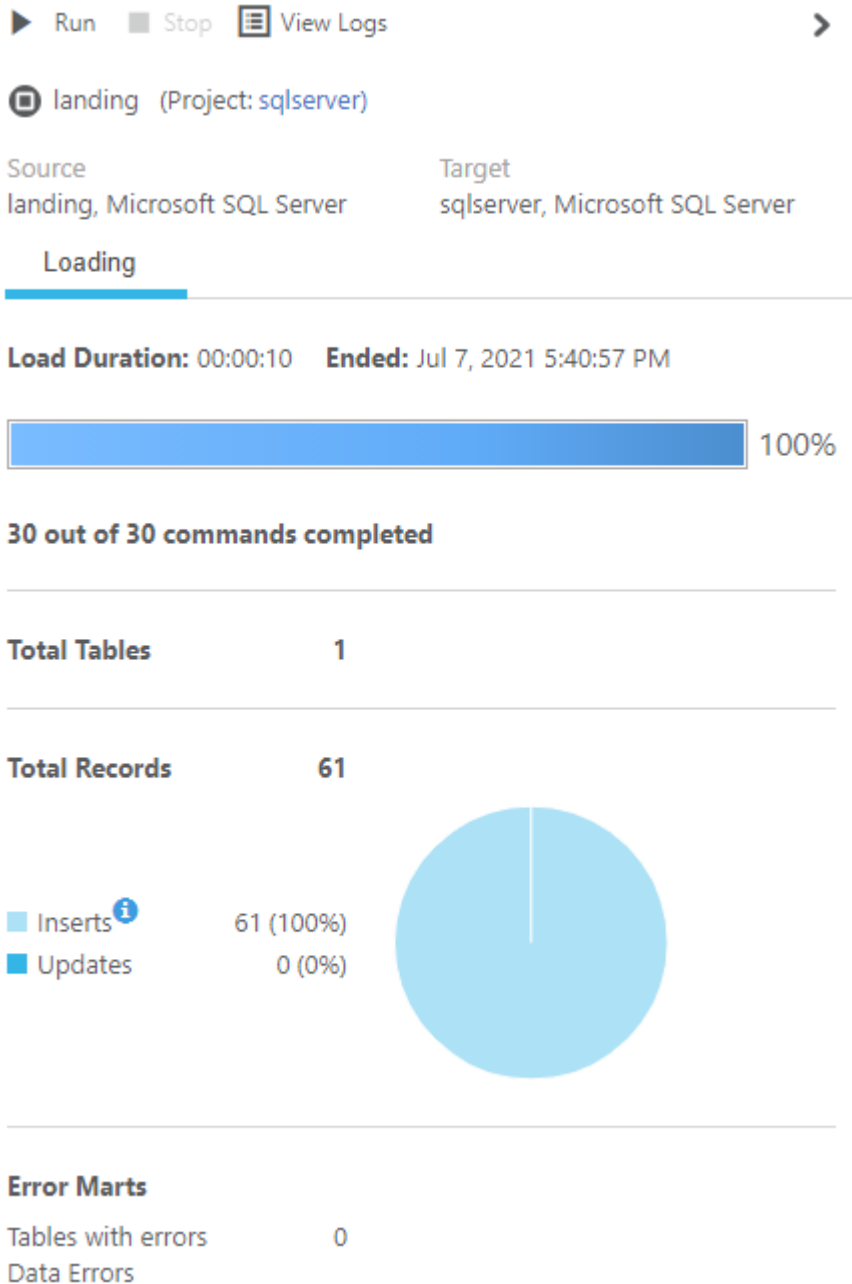 Run Stop View Logs
landing (Project: sqlserver)
Source Target
landing, Microsoft SQL Server sqlserver, Microsoft SQL Server
Loading
Load Duration: 00:00:10 Ended: Jul 7, 2021 5:40:57 PM
100%
30 out of 30 commands completed
Total Tables 1
Total Records 61
Inserts 61 (100%)
Updates 0 (0%)
Error Marts
Tables with errors 0
Data Errors